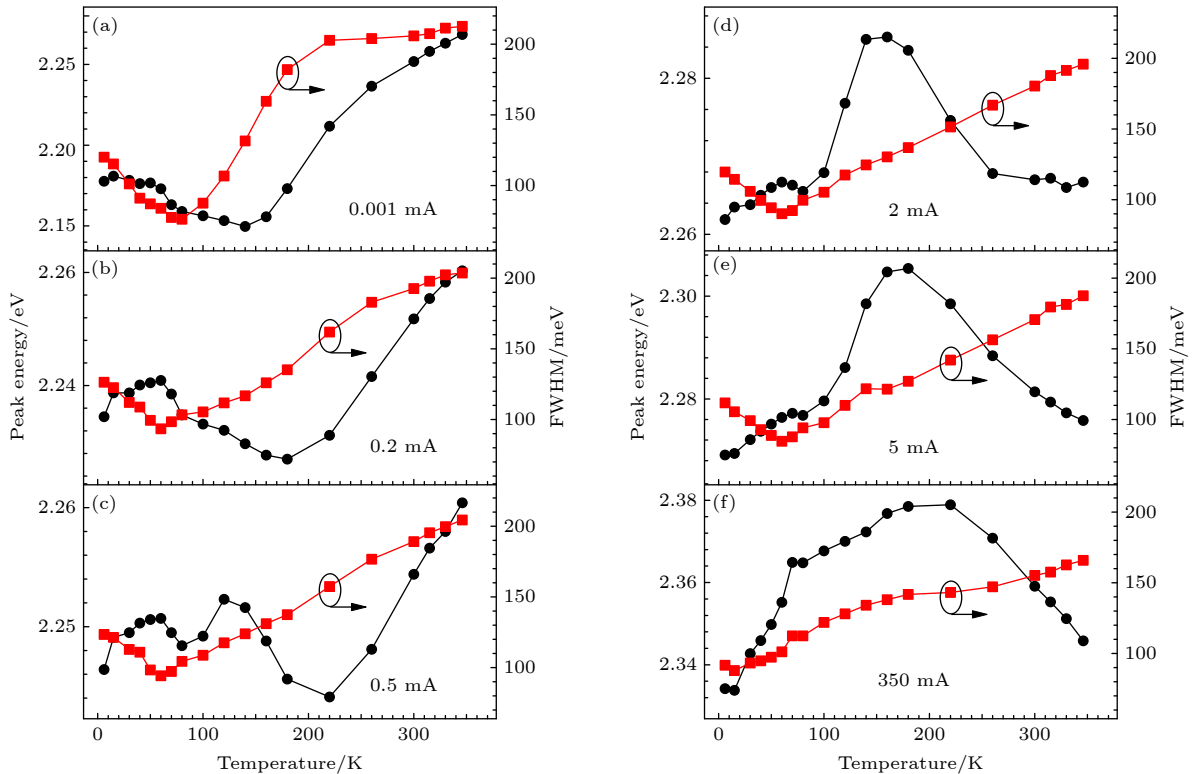 (a)
2.25
2.20
2.15
200
150
100
0.001 mA
(b)
2.26
2.24
200
150
100
0.2 mA
(c)
2.26
2.25
200
150
100
0.5 mA
Peak energy/eV
FWHM/meV
0 100 200 300
Temperature/K
(d)
2.28
2.26
200
150
100
2 mA
(e)
2.30
2.28
200
150
100
5 mA
(f)
2.38
2.36
2.34
200
150
100
350 mA
Peak energy/eV
FWHM/meV
0 100 200 300
Temperature/K